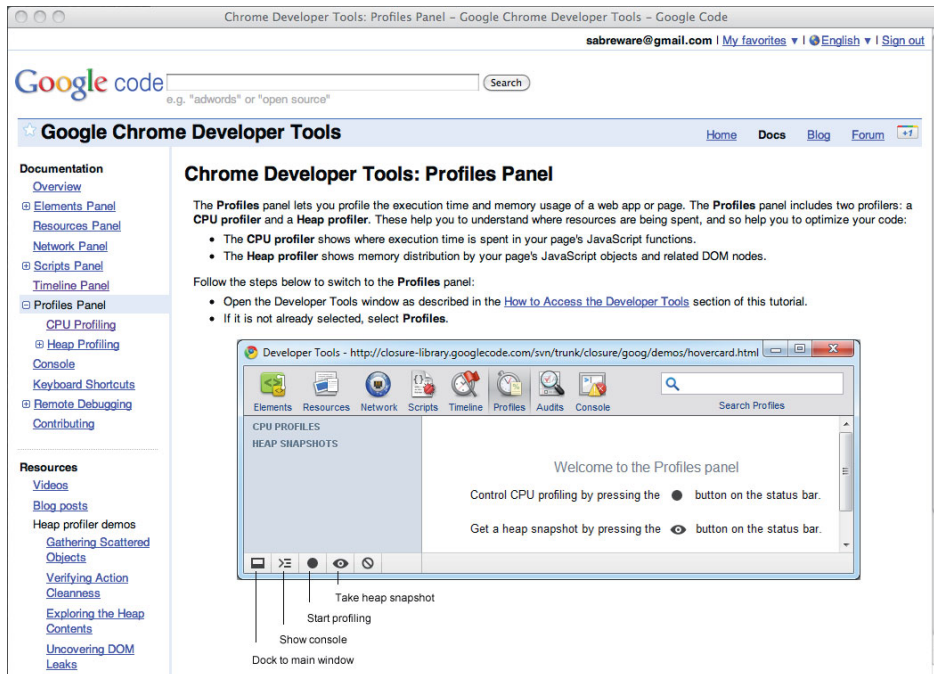 Chrome Developer Tools: Profiles Panel – Google Chrome Developer Tools – Google Code
sabreware@gmail.com | My favorites ▼ | English ▼ | Sign out
Google code
Search
e.g. "adwords" or "open source"
Google Chrome Developer Tools
Home Docs Blog Forum +1
Documentation
Overview
Elements Panel
Resources Panel
Network Panel
Scripts Panel
Timeline Panel
Profiles Panel
CPU Profiling
Heap Profiling
Console
Keyboard Shortcuts
Remote Debugging
Contributing
Resources
Videos
Blog posts
Heap profiler demos
Gathering Scattered
Objects
Verifying Action
Cleanness
Exploring the Heap
Contents
Uncovering DOM
Leaks
Chrome Developer Tools: Profiles Panel
The Profiles panel lets you profile the execution time and memory usage of a web app or page. The Profiles panel includes two profilers: a
CPU profiler and a Heap profiler. These help you to understand where resources are being spent, and so help you to optimize your code:
• The CPU profiler shows where execution time is spent in your page's JavaScript functions.
• The Heap profiler shows memory distribution by your page's JavaScript objects and related DOM nodes.
Follow the steps below to switch to the Profiles panel:
• Open the Developer Tools window as described in the How to Access the Developer Tools section of this tutorial.
• If it is not already selected, select Profiles.
Developer Tools - http://closure-library.googlecode.com/svn/trunk/closure/goog/demos/hovercard.html
Elements Resources Network Scripts Timeline Profiles Audits Console Search Profiles
CPU PROFILES
HEAP SNAPSHOTS
Welcome to the Profiles panel
Control CPU profiling by pressing the ● button on the status bar.
Get a heap snapshot by pressing the button on the status bar.
Take heap snapshot
Start profiling
Show console
Dock to main window